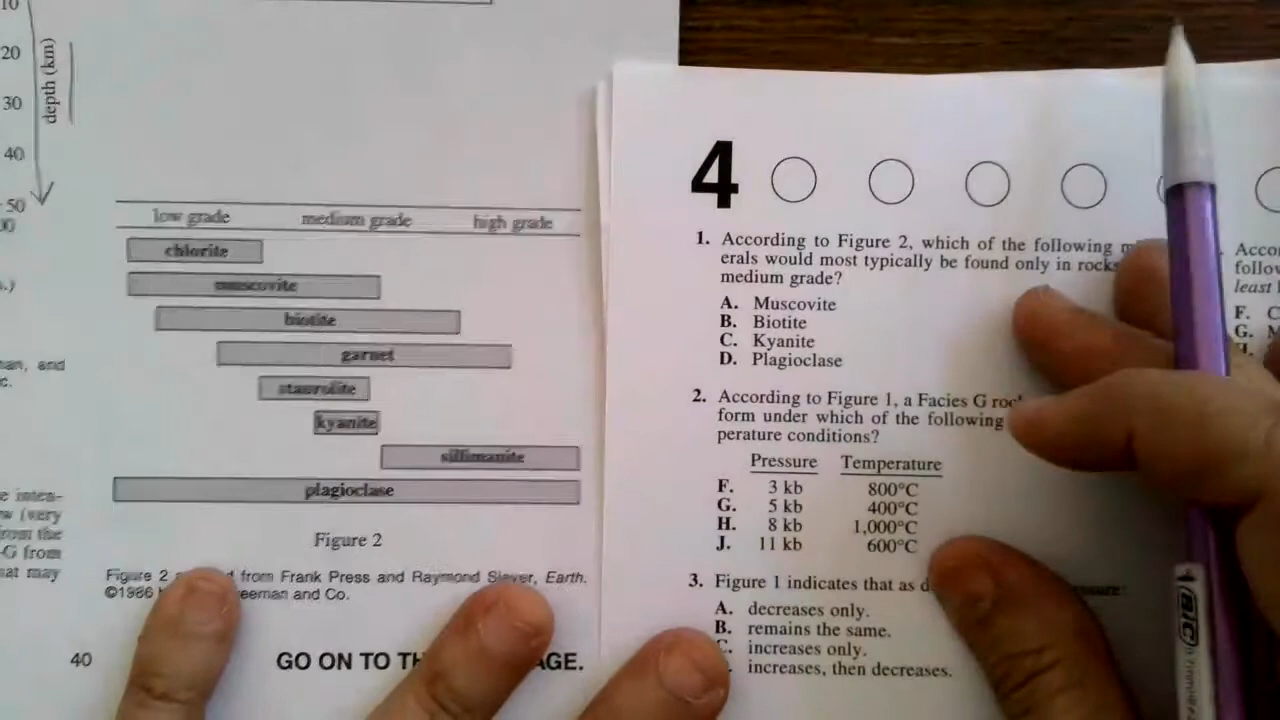 10
20
30
40
50
depth (km)
low grade medium grade high grade
chlorite
muscovite
biotite
garnet
staurolite
kyanite
sillimanite
plagioclase
Figure 2
Figure 2 from Frank Press and Raymond Siever, Earth.
©1986 and Co.
an, and
c.
e inten-
w (very
from the
-G from
hat may
40
GO ON TO AGE.
4
1. According to Figure 2, which of the following
erals would most typically be found only in rocks
medium grade?
A. Muscovite
B. Biotite
C. Kyanite
D. Plagioclase
2. According to Figure 1, a Facies G
form under which of the following
perature conditions?
Pressure Temperature
F. 3 kb 800°C
G. 5 kb 400°C
H. 8 kb 1,000°C
J. 11 kb 600°C
3. Figure 1 indicates that as
A. decreases only.
B. remains the same.
C. increases only.
increases, then decreases.
least
F.
G.
BIC